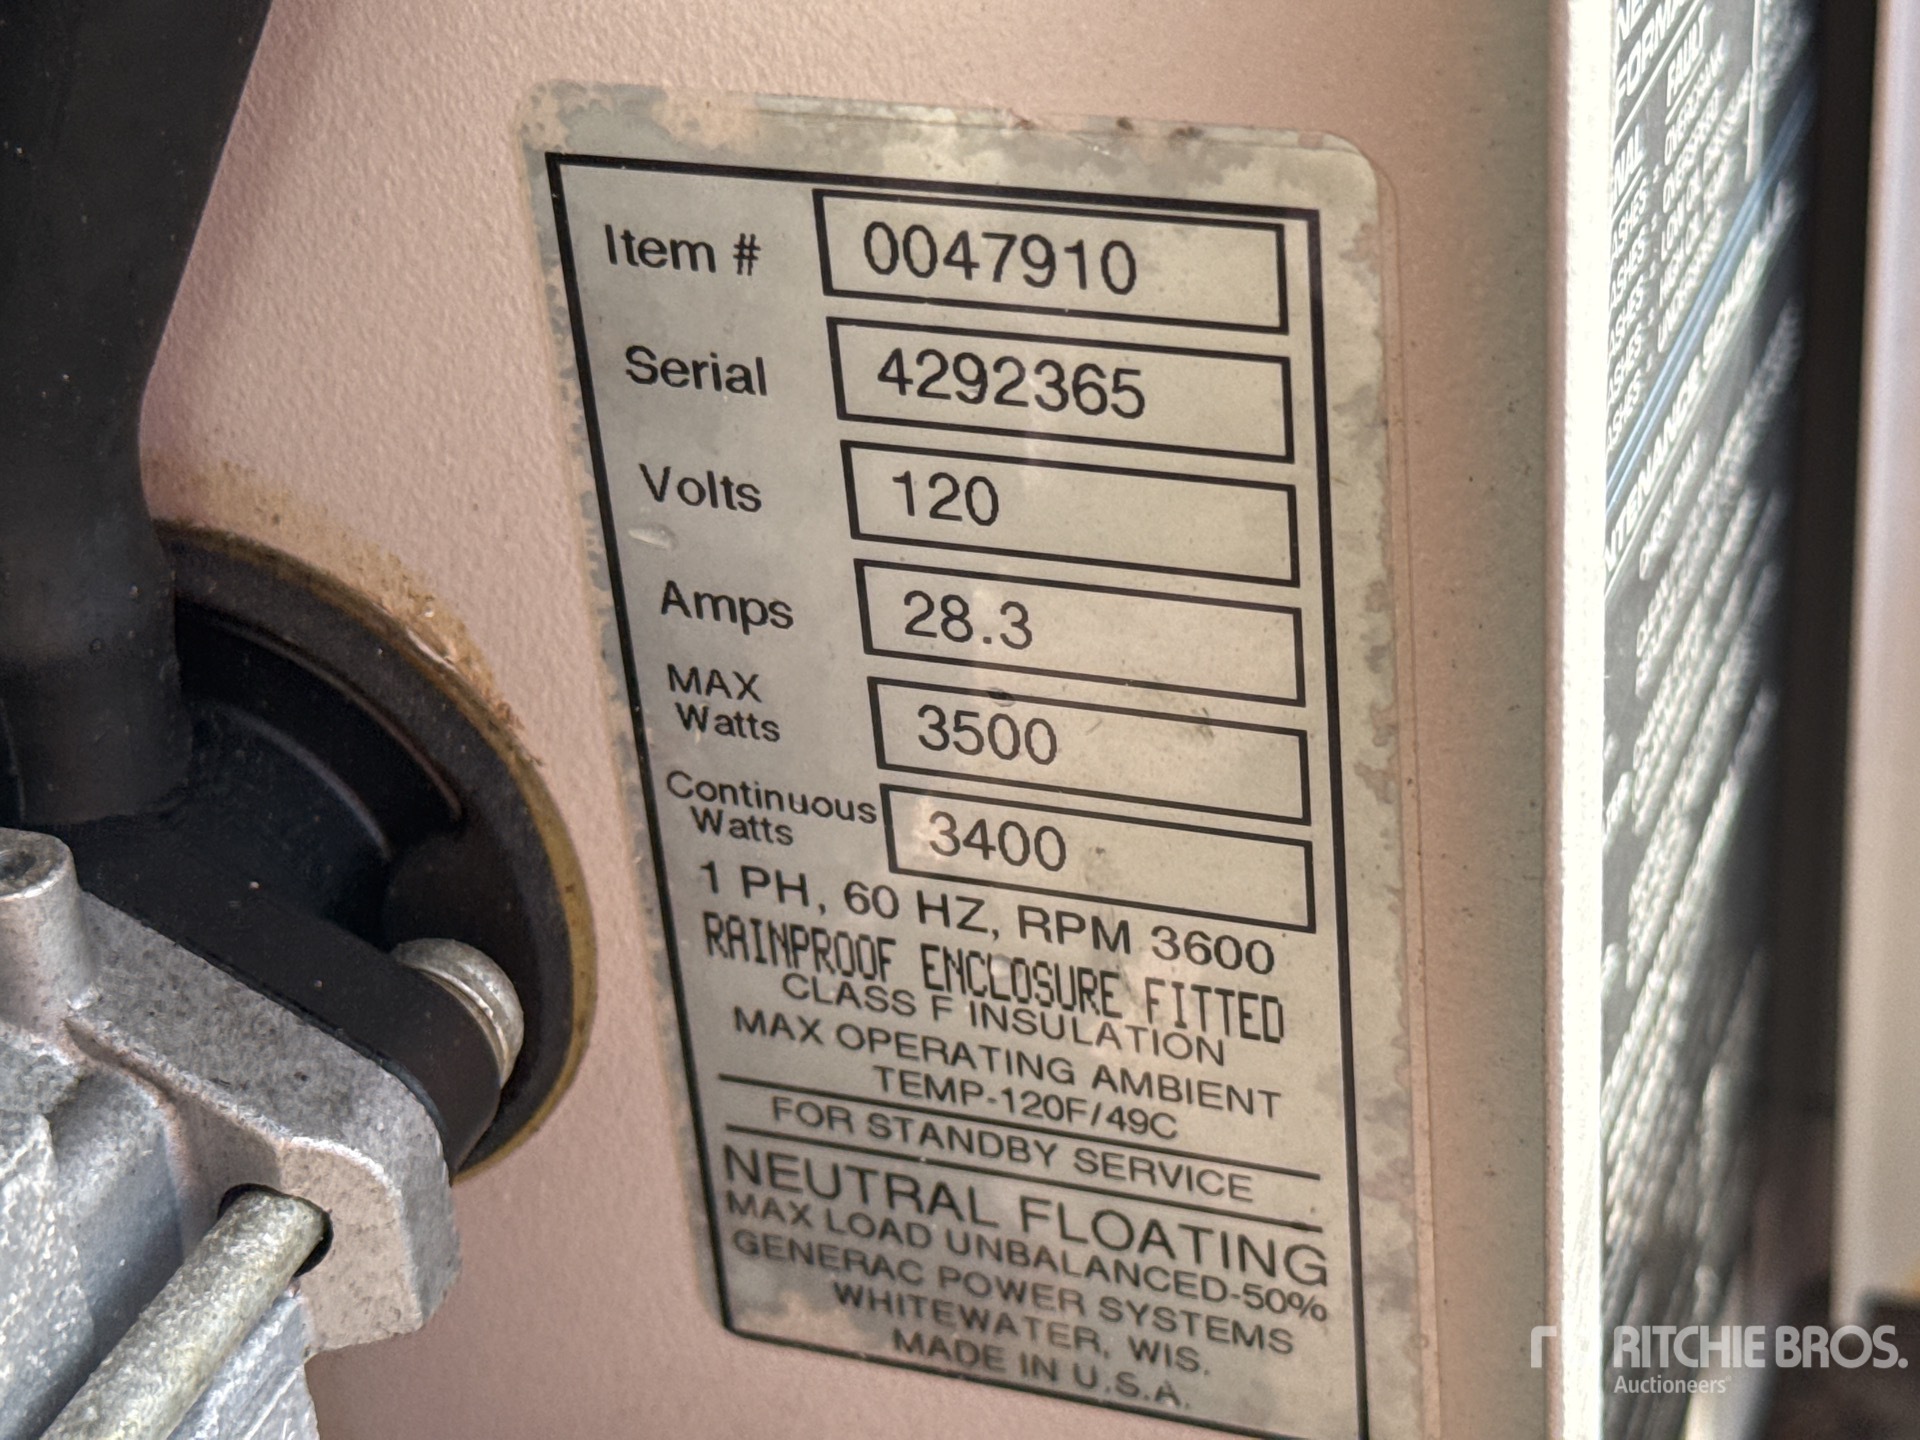 Item # 0047910
Serial 4292365
Volts 120
Amps 28.3
MAX
Watts 3500
Continuous
Watts 3400
1 PH, 60 HZ, RPM 3600
RAINPROOF ENCLOSURE FITTED
CLASS F INSULATION
MAX OPERATING AMBIENT
TEMP-120F/49C
FOR STANDBY SERVICE
NEUTRAL FLOATING
MAX LOAD UNBALANCED-50%
GENERAC POWER SYSTEMS
WHITEWATER, WIS.
MADE IN U.S.A.
FAULT
RITCHIE BROS.
Auctioneers